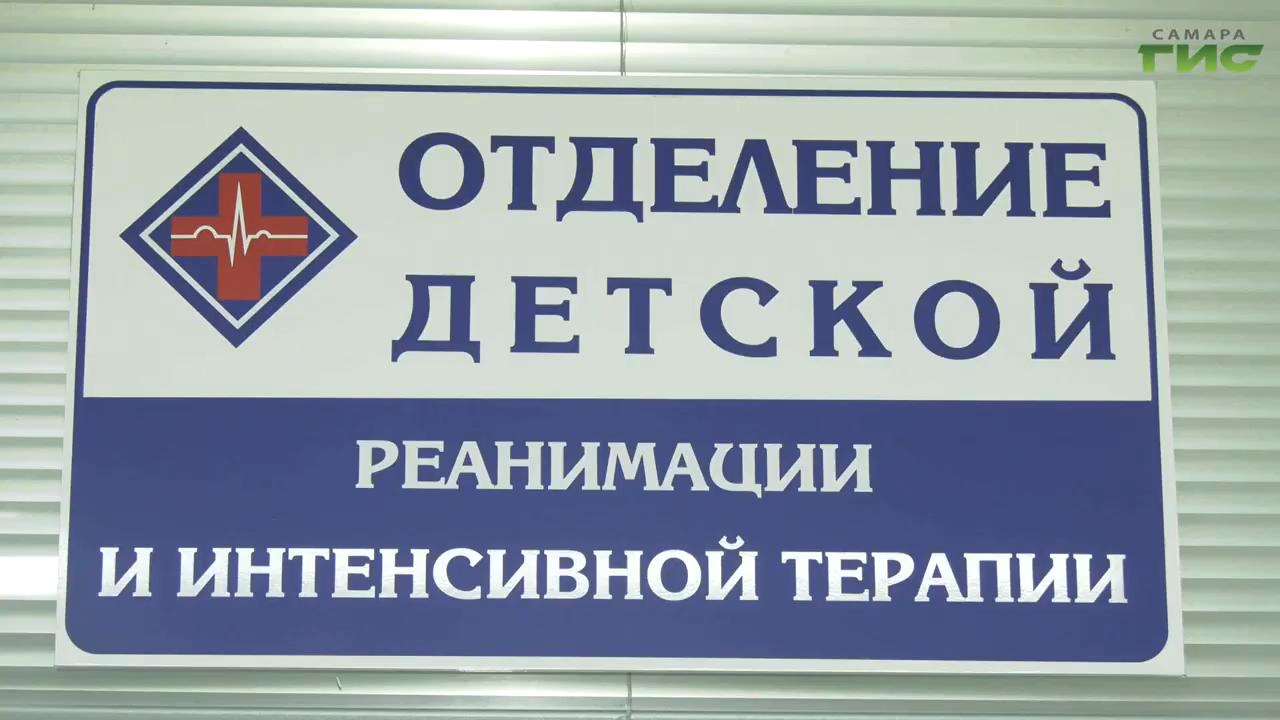 САМАРА
ГИС
ОТДЕЛЕНИЕ
ДЕТСКОЙ
РЕАНИМАЦИИ
И ИНТЕНСИВНОЙ ТЕРАПИИ